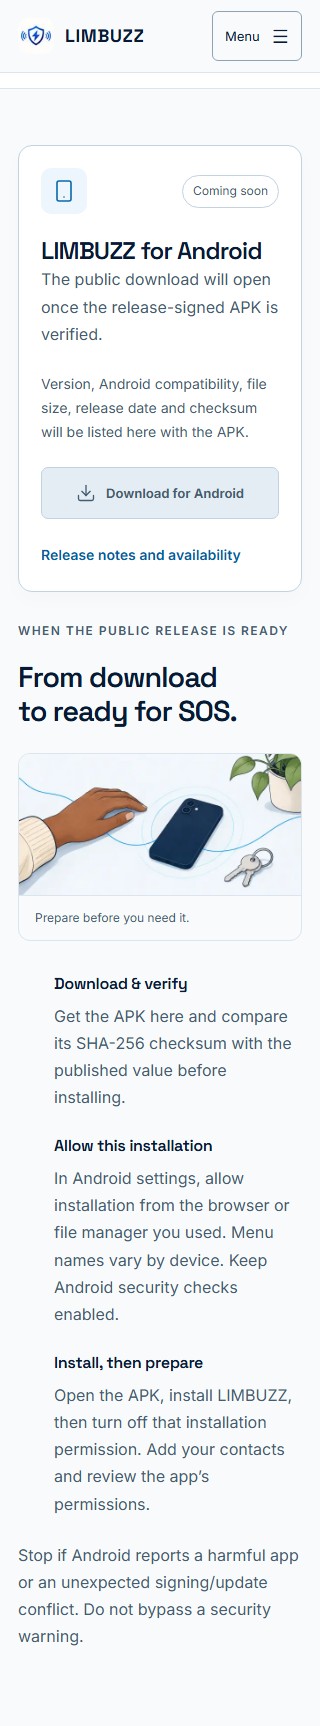 LIMBUZZ
Menu
Coming soon
LIMBUZZ for Android
The public download will open
once the release-signed APK is
verified.
Version, Android compatibility, file
size, release date and checksum
will be listed here with the APK.
Download for Android
Release notes and availability
WHEN THE PUBLIC RELEASE IS READY
From download
to ready for SOS.
Prepare before you need it.
Download & verify
Get the APK here and compare
its SHA-256 checksum with the
published value before
installing.
Allow this installation
In Android settings, allow
installation from the browser or
file manager you used. Menu
names vary by device. Keep
Android security checks
enabled.
Install, then prepare
Open the APK, install LIMBUZZ,
then turn off that installation
permission. Add your contacts
and review the app’s
permissions.
Stop if Android reports a harmful app
or an unexpected signing/update
conflict. Do not bypass a security
warning.